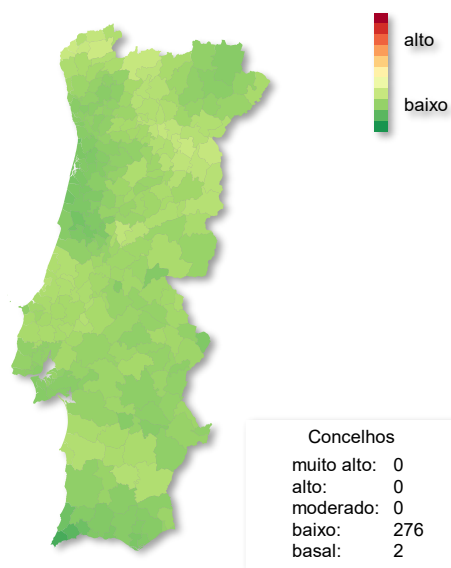 alto
baixo
Concelhos
muito alto: 0
alto: 0
moderado: 0
baixo: 276
basal: 2